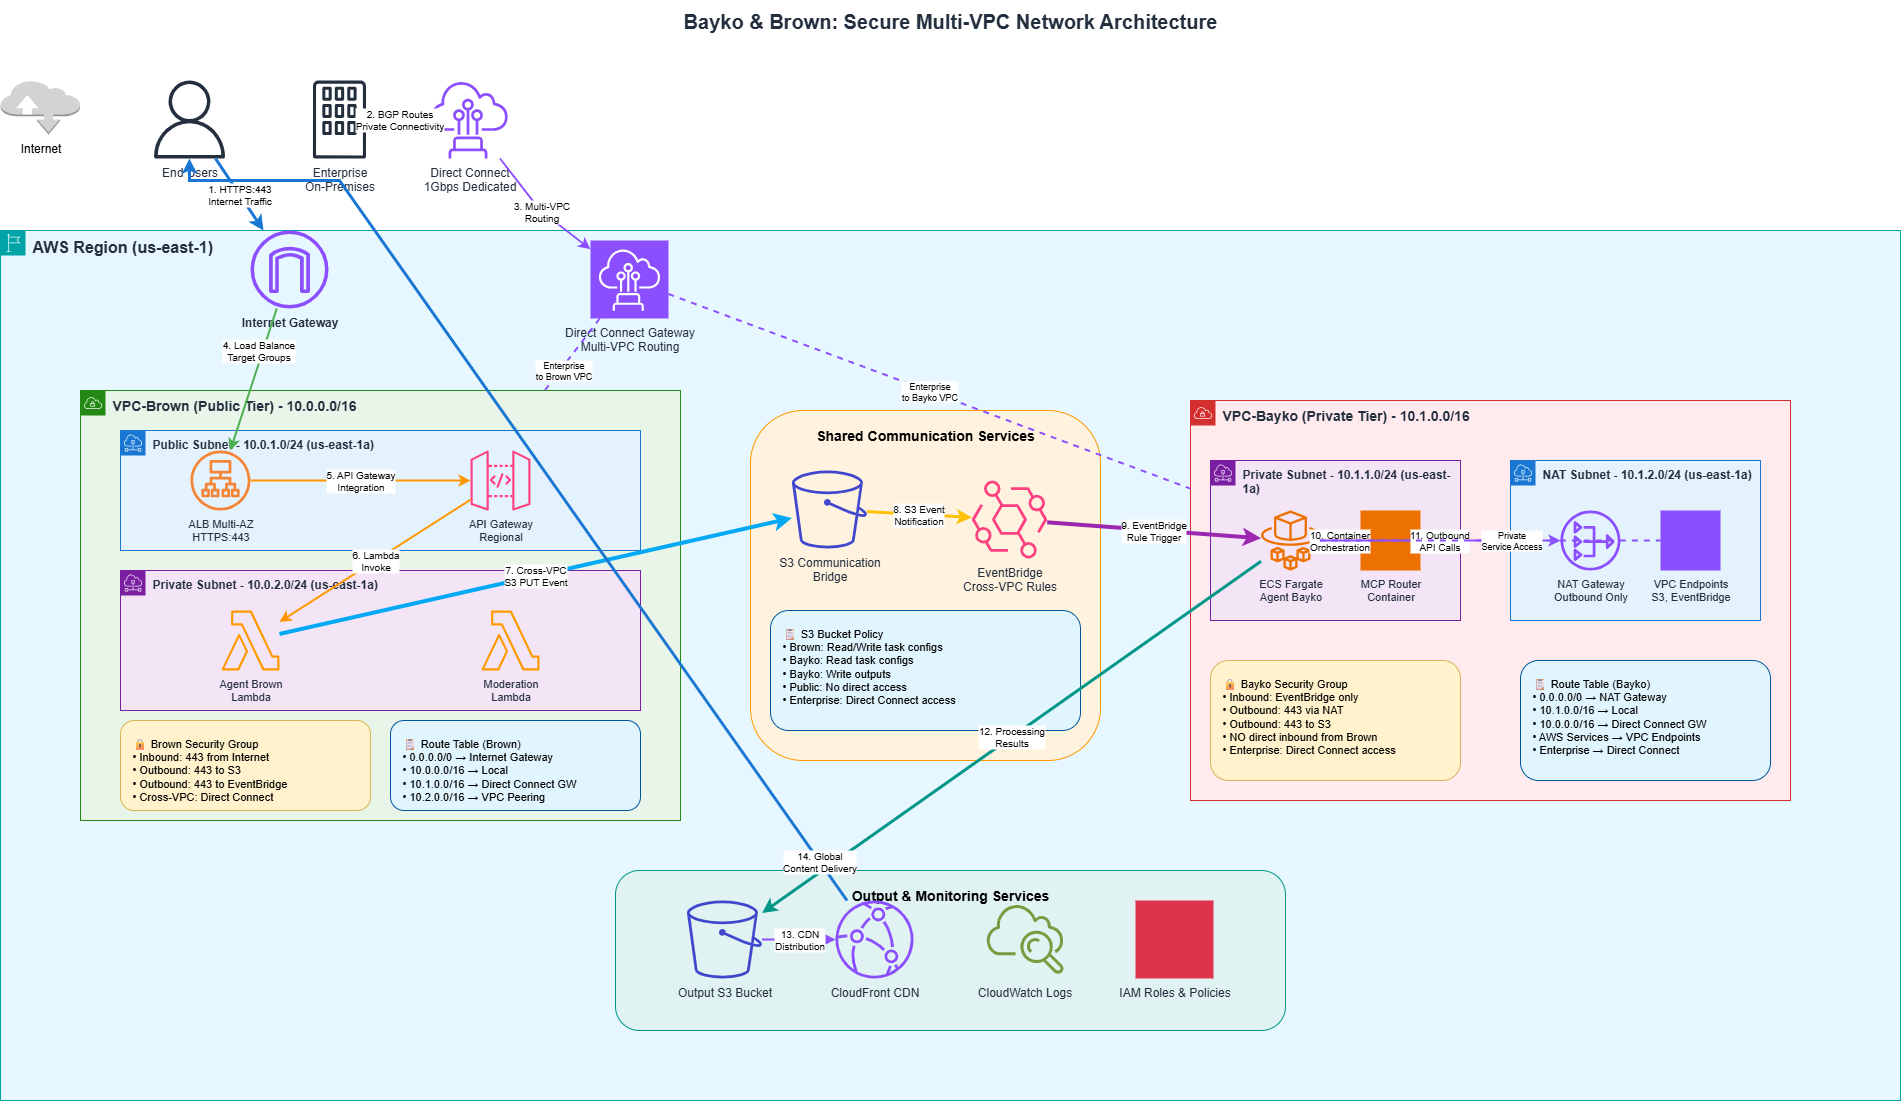 Bayko & Brown: Secure Multi-VPC Network Architecture
Internet
End Users
Enterprise
On-Premises
2. BGP Routes
Private Connectivity
Direct Connect
1Gbps Dedicated
1. HTTPS:443
Internet Traffic
3. Multi-VPC
Routing
AWS Region (us-east-1)
Internet Gateway
Direct Connect Gateway
Multi-VPC Routing
4. Load Balance
Target Groups
Enterprise
to Brown VPC
Enterprise
to Bayko VPC
VPC-Brown (Public Tier) - 10.0.0.0/16
Public Subnet - 10.0.1.0/24 (us-east-1a)
ALB Multi-AZ
HTTPS:443
5. API Gateway
Integration
API Gateway
Regional
6. Lambda
Invoke
7. Cross-VPC
S3 PUT Event
Private Subnet - 10.0.2.0/24 (us-east-1a)
Agent Brown
Lambda
Moderation
Lambda
Brown Security Group
• Inbound: 443 from Internet
• Outbound: 443 to S3
• Outbound: 443 to EventBridge
• Cross-VPC: Direct Connect
Route Table (Brown)
• 0.0.0.0/0 → Internet Gateway
• 10.0.0.0/16 → Local
• 10.1.0.0/16 → Direct Connect GW
• 10.2.0.0/16 → VPC Peering
Shared Communication Services
S3 Communication
Bridge
8. S3 Event
Notification
EventBridge
Cross-VPC Rules
S3 Bucket Policy
• Brown: Read/Write task configs
• Bayko: Read task configs
• Bayko: Write outputs
• Public: No direct access
• Enterprise: Direct Connect access
9. EventBridge
Rule Trigger
VPC-Bayko (Private Tier) - 10.1.0.0/16
Private Subnet - 10.1.1.0/24 (us-east-
1a)
ECS Fargate
Agent Bayko
10. Container
Orchestration
MCP Router
Container
11. Outbound
API Calls
Private
Service Access
NAT Subnet - 10.1.2.0/24 (us-east-1a)
NAT Gateway
Outbound Only
VPC Endpoints
S3, EventBridge
Bayko Security Group
• Inbound: EventBridge only
• Outbound: 443 via NAT
• Outbound: 443 to S3
• NO direct inbound from Brown
• Enterprise: Direct Connect access
Route Table (Bayko)
• 0.0.0.0/0 → NAT Gateway
• 10.1.0.0/16 → Local
• 10.0.0.0/16 → Direct Connect GW
• AWS Services → VPC Endpoints
• Enterprise → Direct Connect
12. Processing
Results
14. Global
Content Delivery
Output & Monitoring Services
Output S3 Bucket
13. CDN
Distribution
CloudFront CDN
CloudWatch Logs
IAM Roles & Policies